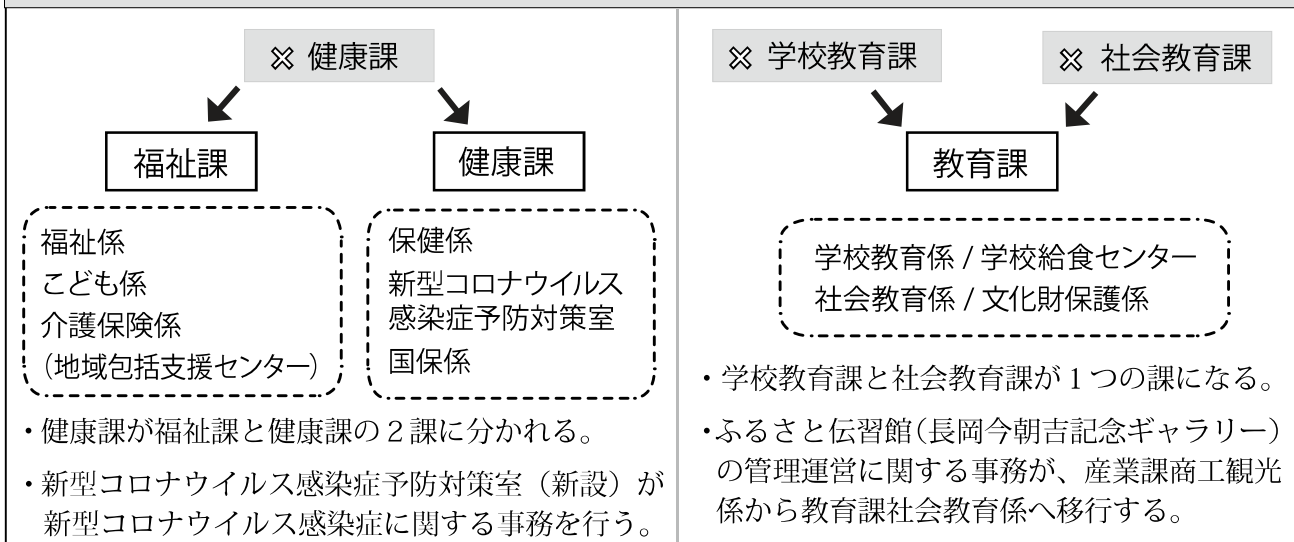 × 健康課
福祉課
健康課
福祉係
こども係
介護保険係
(地域包括支援センター)
保健係
新型コロナウイルス
感染症予防対策室
国保係
・健康課が福祉課と健康課の2課に分かれる。
・新型コロナウイルス感染症予防対策室（新設）が
新型コロナウイルス感染症に関する事務を行う。
× 学校教育課
× 社会教育課
教育課
学校教育係 / 学校給食センター
社会教育係 / 文化財保護係
・学校教育課と社会教育課が1つの課になる。
・ふるさと伝習館(長岡今朝吉記念ギャラリー)
の管理運営に関する事務が、産業課商工観光
係から教育課社会教育係へ移行する。